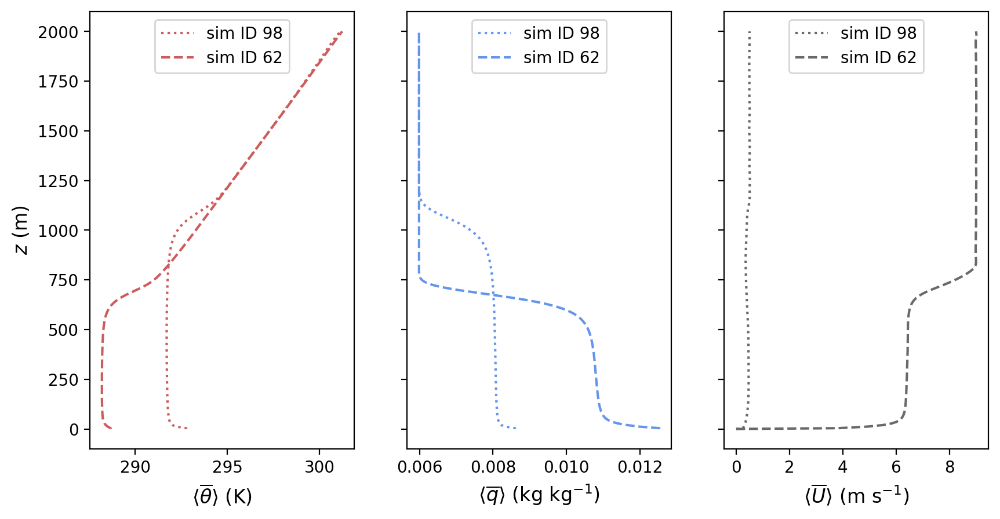 sim ID 98
sim ID 62
2000
1750
1500
1250
1000
750
500
250
0
z (m)
290 295 300
⟨θ̅⟩ (K)
sim ID 98
sim ID 62
0.006 0.008 0.010 0.012
⟨q̅⟩ (kg kg⁻¹)
sim ID 98
sim ID 62
0 2 4 6 8
⟨U̅⟩ (m s⁻¹)